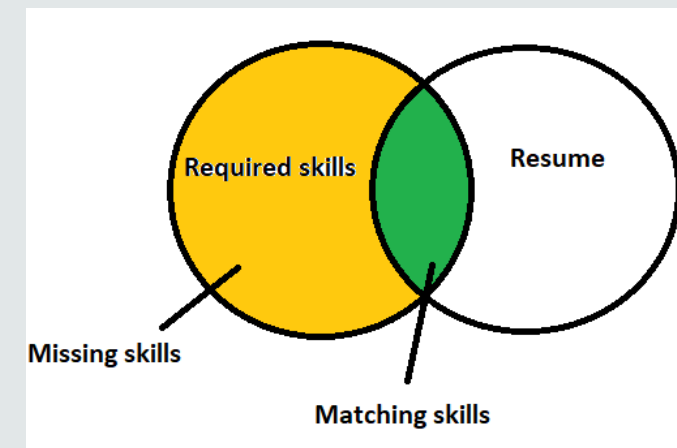 Required skills
Resume
Missing skills
Matching skills